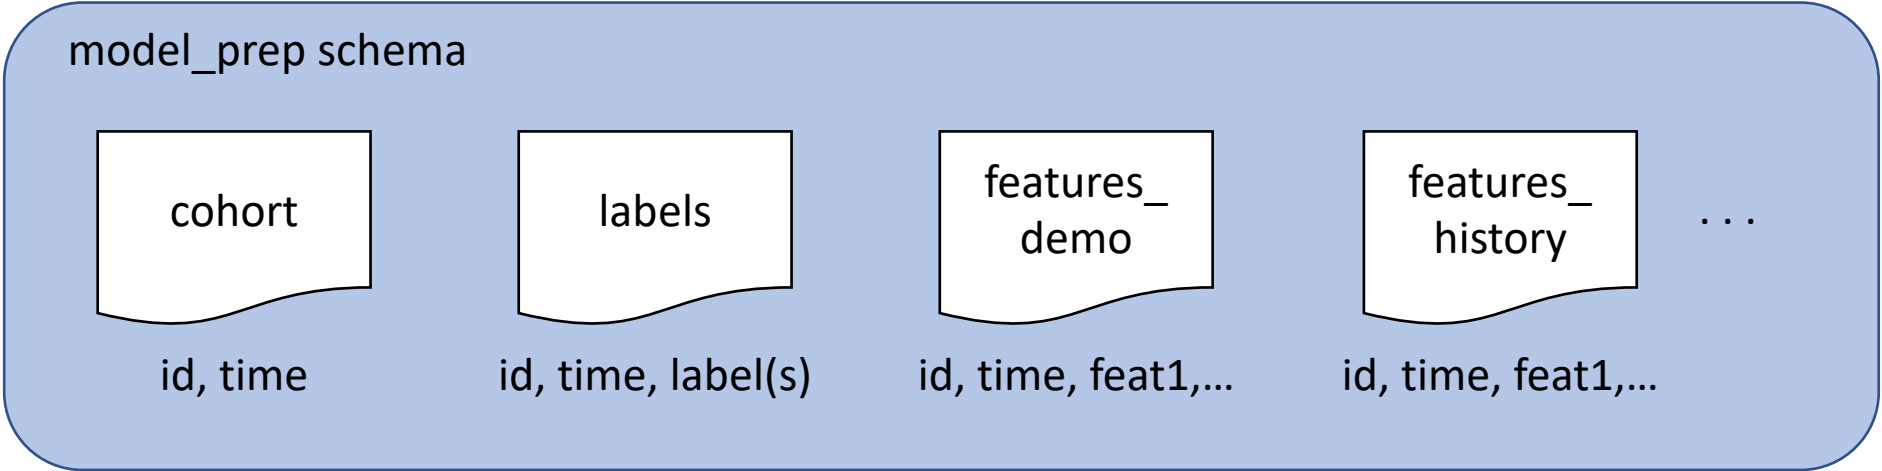 model_prep schema
cohort
labels
features_
demo
features_
history
. . .
id, time
id, time, label(s)
id, time, feat1,...
id, time, feat1,...